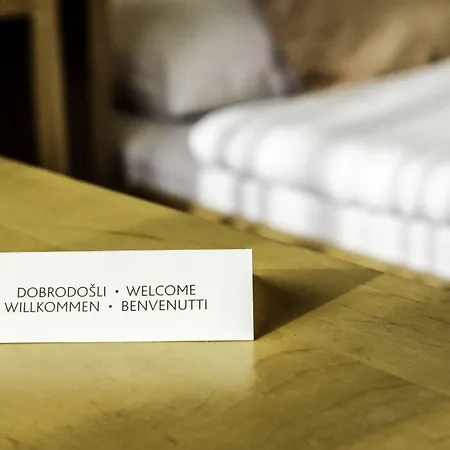 DOBRODOŠLI • WELCOME
WILLKOMMEN • BENVENUTTI